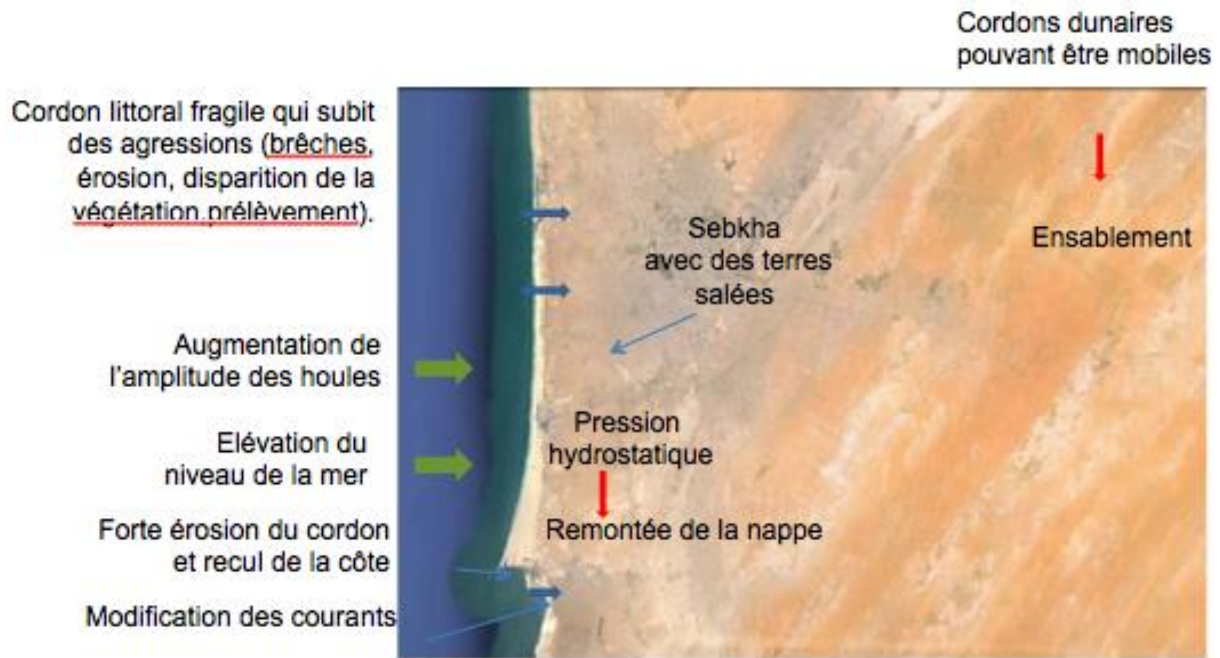 Cordons dunaires
pouvant être mobiles
Cordon littoral fragile qui subit
des agressions (brêches,
érosion, disparition de la
végétation,prélèvement).
Sebkha
avec des terres
salées
Ensablement
Augmentation de
l'amplitude des houles
Elévation du
niveau de la mer
Pression
hydrostatique
Remontée de la nappe
Forte érosion du cordon
et recul de la côte
Modification des courants